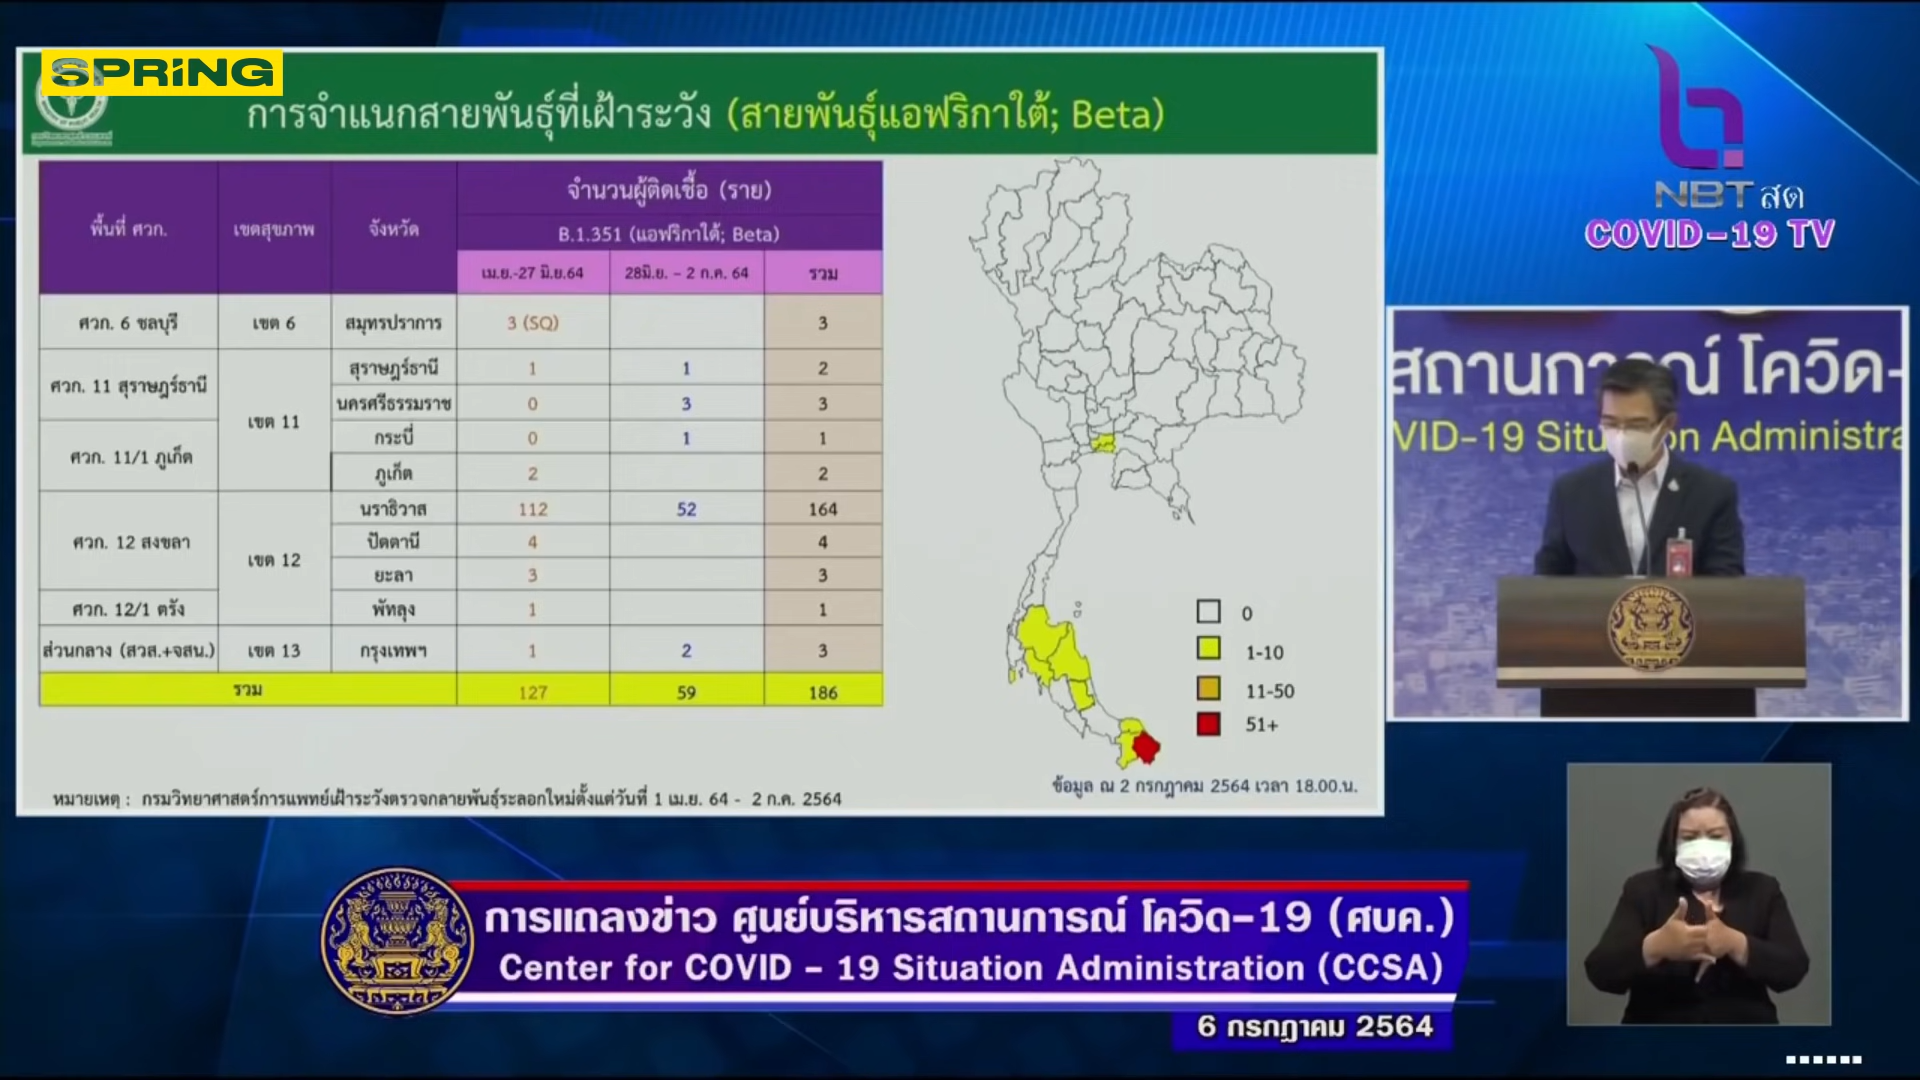 SPRiNG
การจำแนกสายพันธุ์ที่เฝ้าระวัง (สายพันธุ์แอฟริกาใต้; Beta)
พื้นที่ ศวก. เขตสุขภาพ จังหวัด จำนวนผู้ติดเชื้อ (ราย)
B.1.351 (แอฟริกาใต้; Beta)
เม.ย.-27 มิ.ย.64 28มิ.ย. – 2 ก.ค. 64 รวม
ศวก. 6 ชลบุรี เขต 6 สมุทรปราการ 3 (SQ) 3
ศวก. 11 สุราษฎร์ธานี เขต 11 สุราษฎร์ธานี 1 1 2
นครศรีธรรมราช 0 3 3
ศวก. 11/1 ภูเก็ต กระบี่ 0 1 1
ภูเก็ต 2 2
ศวก. 12 สงขลา เขต 12 นราธิวาส 112 52 164
ปัตตานี 4 4
ยะลา 3 3
ศวก. 12/1 ตรัง พัทลุง 1 1
ส่วนกลาง (สวส.+จสน.) เขต 13 กรุงเทพฯ 1 2 3
รวม 127 59 186
0
1-10
11-50
51+
ข้อมูล ณ 2 กรกฎาคม 2564 เวลา 18.00.น.
หมายเหตุ : กรมวิทยาศาสตร์การแพทย์เฝ้าระวังตรวจกลายพันธุ์ระลอกใหม่ตั้งแต่วันที่ 1 เม.ย. 64 - 2 ก.ค. 2564
NBT สด
COVID-19 TV
สถานการณ์ โควิด-
VID-19 Situ on Administra
การแถลงข่าว ศูนย์บริหารสถานการณ์ โควิด-19 (ศบค.)
Center for COVID – 19 Situation Administration (CCSA)
6 กรกฎาคม 2564